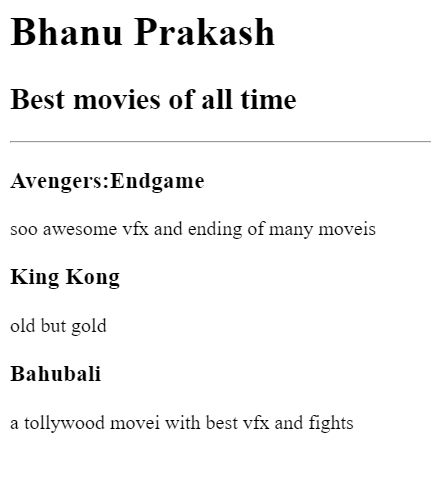 Bhanu Prakash
Best movies of all time
Avengers:Endgame
soo awesome vfx and ending of many moveis
King Kong
old but gold
Bahubali
a tollywood movei with best vfx and fights